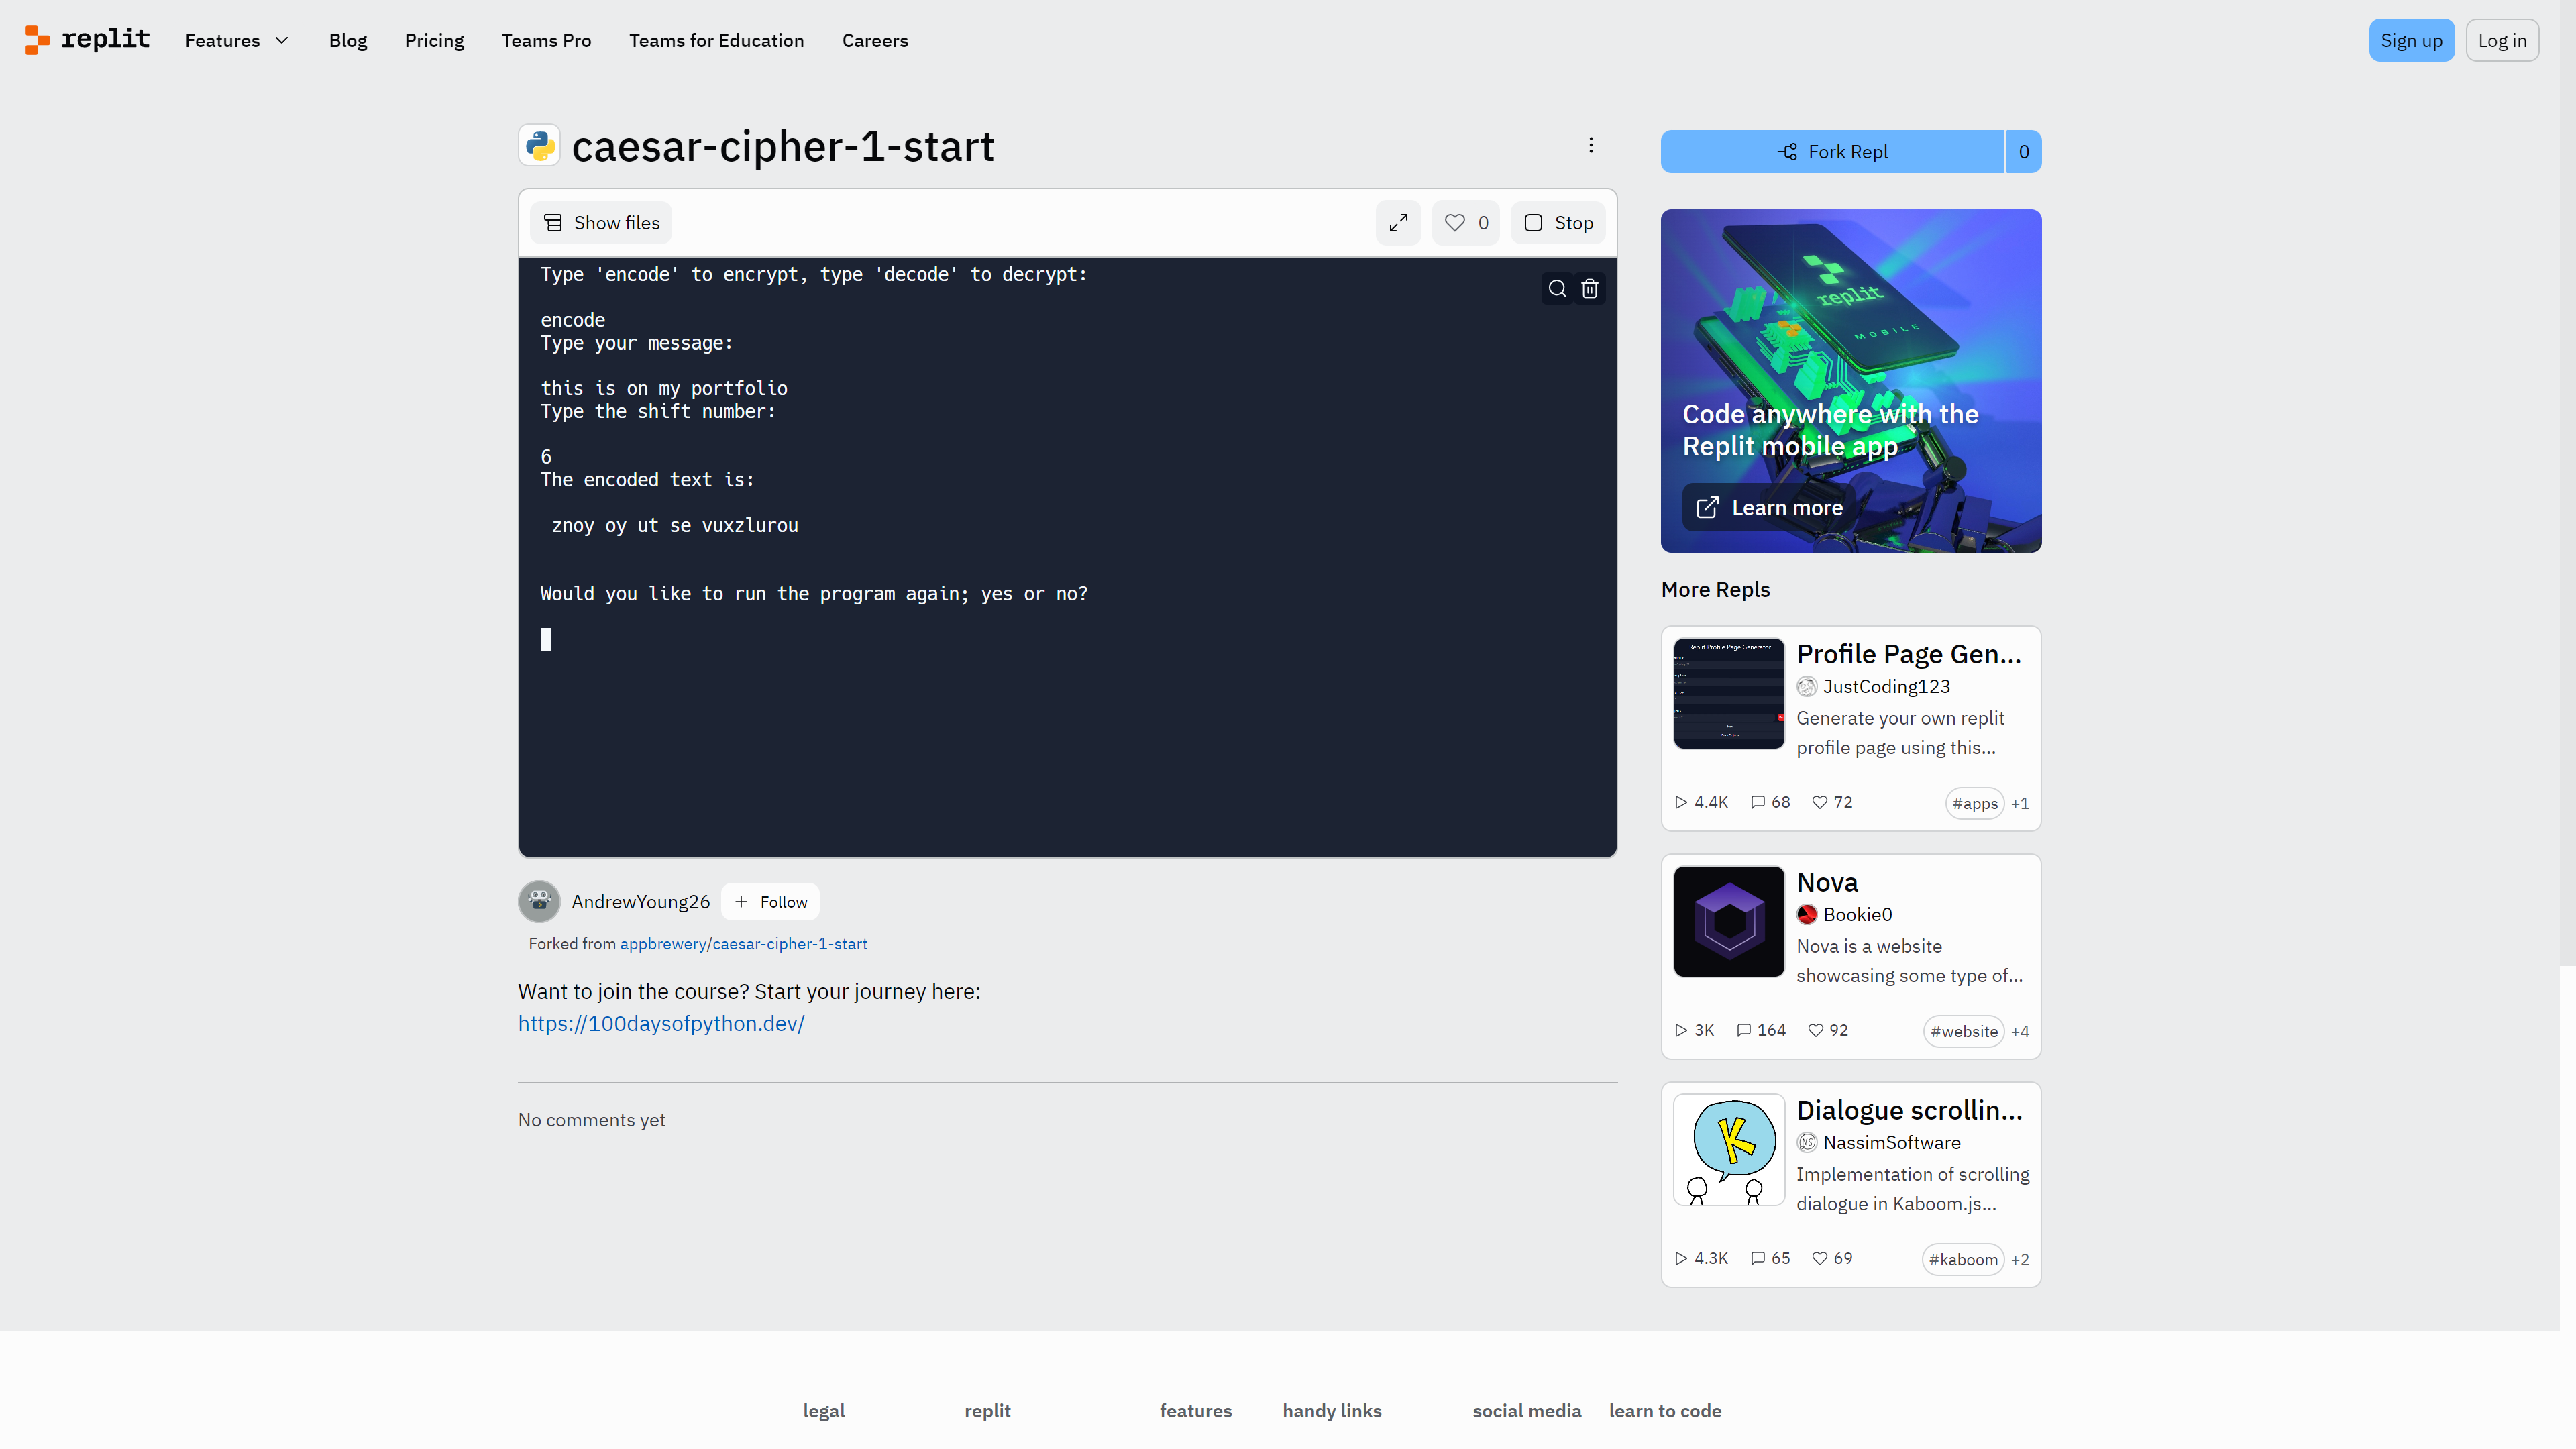 replit
Features
Blog
Pricing
Teams Pro
Teams for Education
Careers
Sign up
Log in
caesar-cipher-1-start
Fork Repl
0
Show files
0
Stop
Type 'encode' to encrypt, type 'decode' to decrypt:
encode
Type your message:
this is on my portfolio
Type the shift number:
6
The encoded text is:
znoy oy ut se vuxzlurou
Would you like to run the program again; yes or no?
replit
MOBILE
Code anywhere with the
Replit mobile app
Learn more
More Repls
Replit Profile Page Generator
Profile Page Gen...
JustCoding123
Generate your own replit
profile page using this...
4.4K
68
72
#apps
+1
Nova
Bookie0
Nova is a website
showcasing some type of...
3K
164
92
#website
+4
K
Dialogue scrollin...
NS
NassimSoftware
Implementation of scrolling
dialogue in Kaboom.js...
4.3K
65
69
#kaboom
+2
AndrewYoung26
Follow
Forked from appbrewery/caesar-cipher-1-start
Want to join the course? Start your journey here:
https://100daysofpython.dev/
No comments yet
legal
replit
features
handy links
social media
learn to code